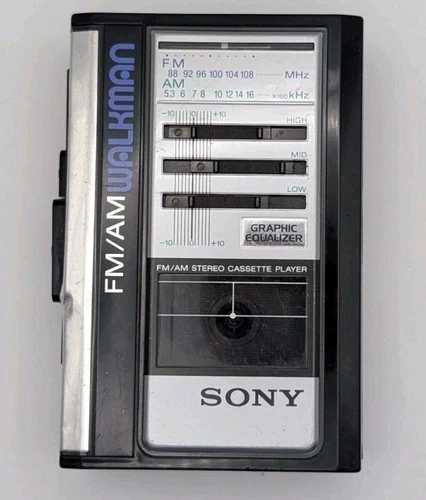 FM
88 92 96 100 104 108 MHz
AM
5.3 6 7 8 10 12 14 16 x100 kHz
-10 0 +10
HIGH
MID
LOW
GRAPHIC
EQUALIZER
-10 0 +10
FM/AM STEREO CASSETTE PLAYER
SONY
FM/AM WALKMAN